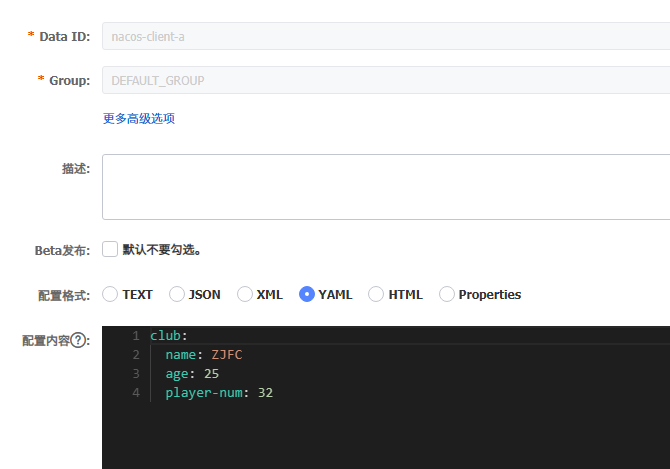 * Data ID: nacos-client-a
* Group: DEFAULT_GROUP
更多高级选项
描述:
Beta发布: 默认不要勾选。
配置格式: TEXT JSON XML YAML HTML Properties
配置内容?:
1 club:
2 name: ZJFC
3 age: 25
4 player-num: 32